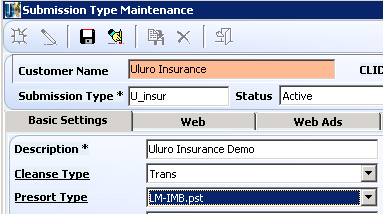 Submission Type Maintenance
Customer Name Uluro Insurance CLID
Submission Type * U_insur Status Active
Basic Settings Web Web Ads
Description * Uluro Insurance Demo
Cleanse Type Trans
Presort Type LM-IMB.pst